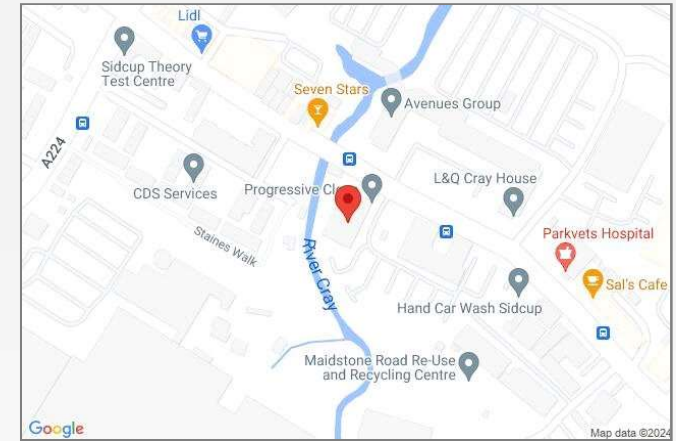 Lidl
Sidcup Theory
Test Centre
Seven Stars
Avenues Group
A224
CDS Services
Progressive Cl
L&Q Cray House
Staines Walk
River Cray
Parkvets Hospital
Sal's Cafe
Hand Car Wash Sidcup
Maidstone Road Re-Use
and Recycling Centre
Google
Map data ©2024